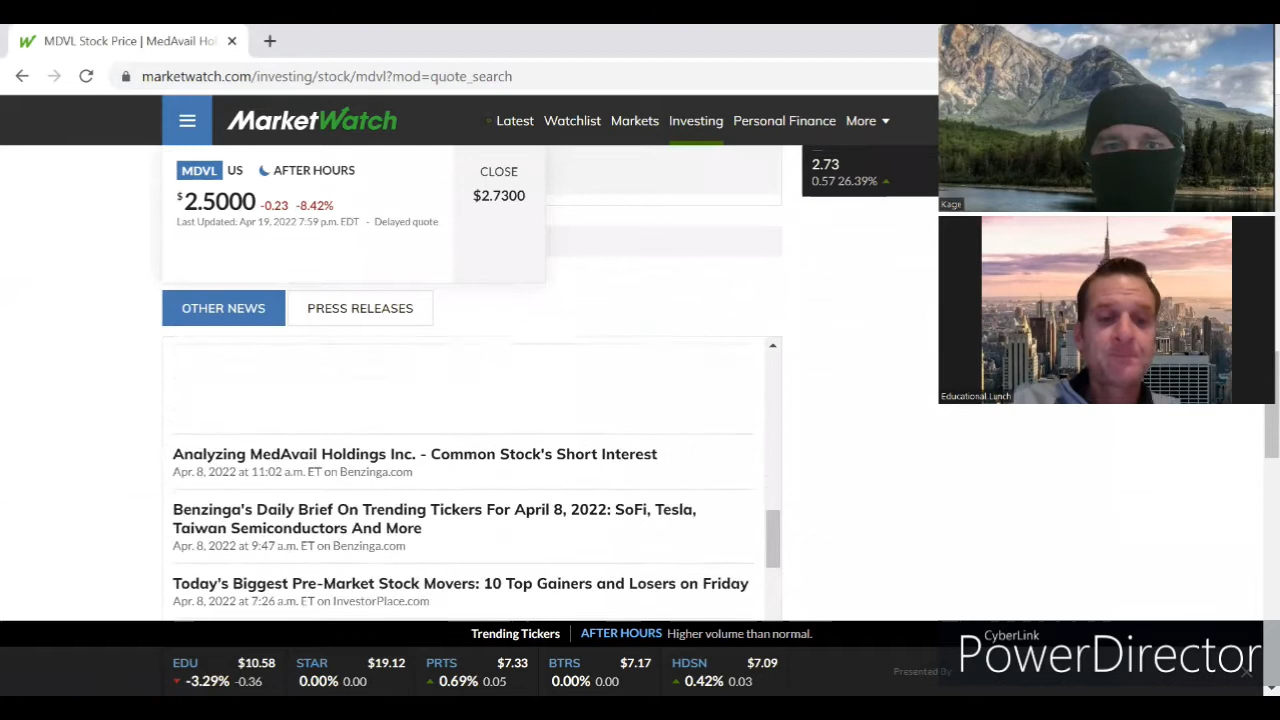 MDVL Stock Price | MedAvail Hol
marketwatch.com/investing/stock/mdvl?mod=quote_search
MarketWatch
Latest Watchlist Markets Investing Personal Finance More
MDVL US AFTER HOURS
CLOSE
$2.5000 -0.23 -8.42%
$2.7300
Last Updated: Apr 19, 2022 7:59 p.m. EDT - Delayed quote
2.73
0.57 26.39%
Kage
OTHER NEWS
PRESS RELEASES
Educational Lunch
Analyzing MedAvail Holdings Inc. - Common Stock's Short Interest
Apr. 8, 2022 at 11:02 a.m. ET on Benzinga.com
Benzinga's Daily Brief On Trending Tickers For April 8, 2022: SoFi, Tesla,
Taiwan Semiconductors And More
Apr. 8, 2022 at 9:47 a.m. ET on Benzinga.com
Today's Biggest Pre-Market Stock Movers: 10 Top Gainers and Losers on Friday
Apr. 8, 2022 at 7:26 a.m. ET on InvestorPlace.com
Trending Tickers AFTER HOURS Higher volume than normal.
EDU $10.58 STAR $19.12 PRTS $7.33 BTRS $7.17 HDSN $7.09
-3.29% -0.36 0.00% 0.00 0.69% 0.05 0.00% 0.00 0.42% 0.03
Presented By
CyberLink
PowerDirector